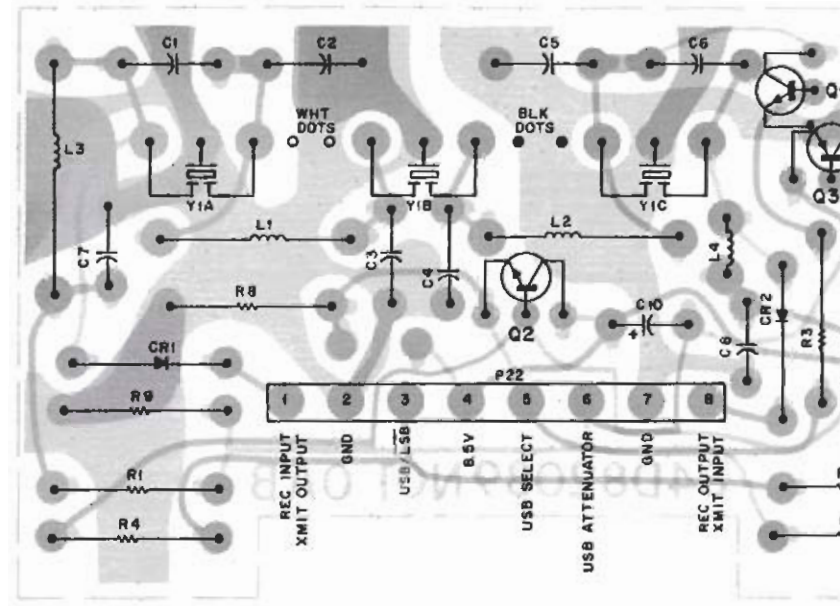 C1
C2
C5
C6
WHT
DOTS
BLK
DOTS
L3
Y1A
Y1B
Y1C
Q3
L1
L2
L4
C7
C3
C4
R8
Q2
C10
+
C8
CR2
R3
CR1
P22
R9
1 2 3 4 5 6 7 8
REC INPUT
XMIT OUTPUT
GND
USB/LSB
8.5V
USB SELECT
USB ATTENUATOR
GND
REC OUTPUT
XMIT INPUT
R1
R4